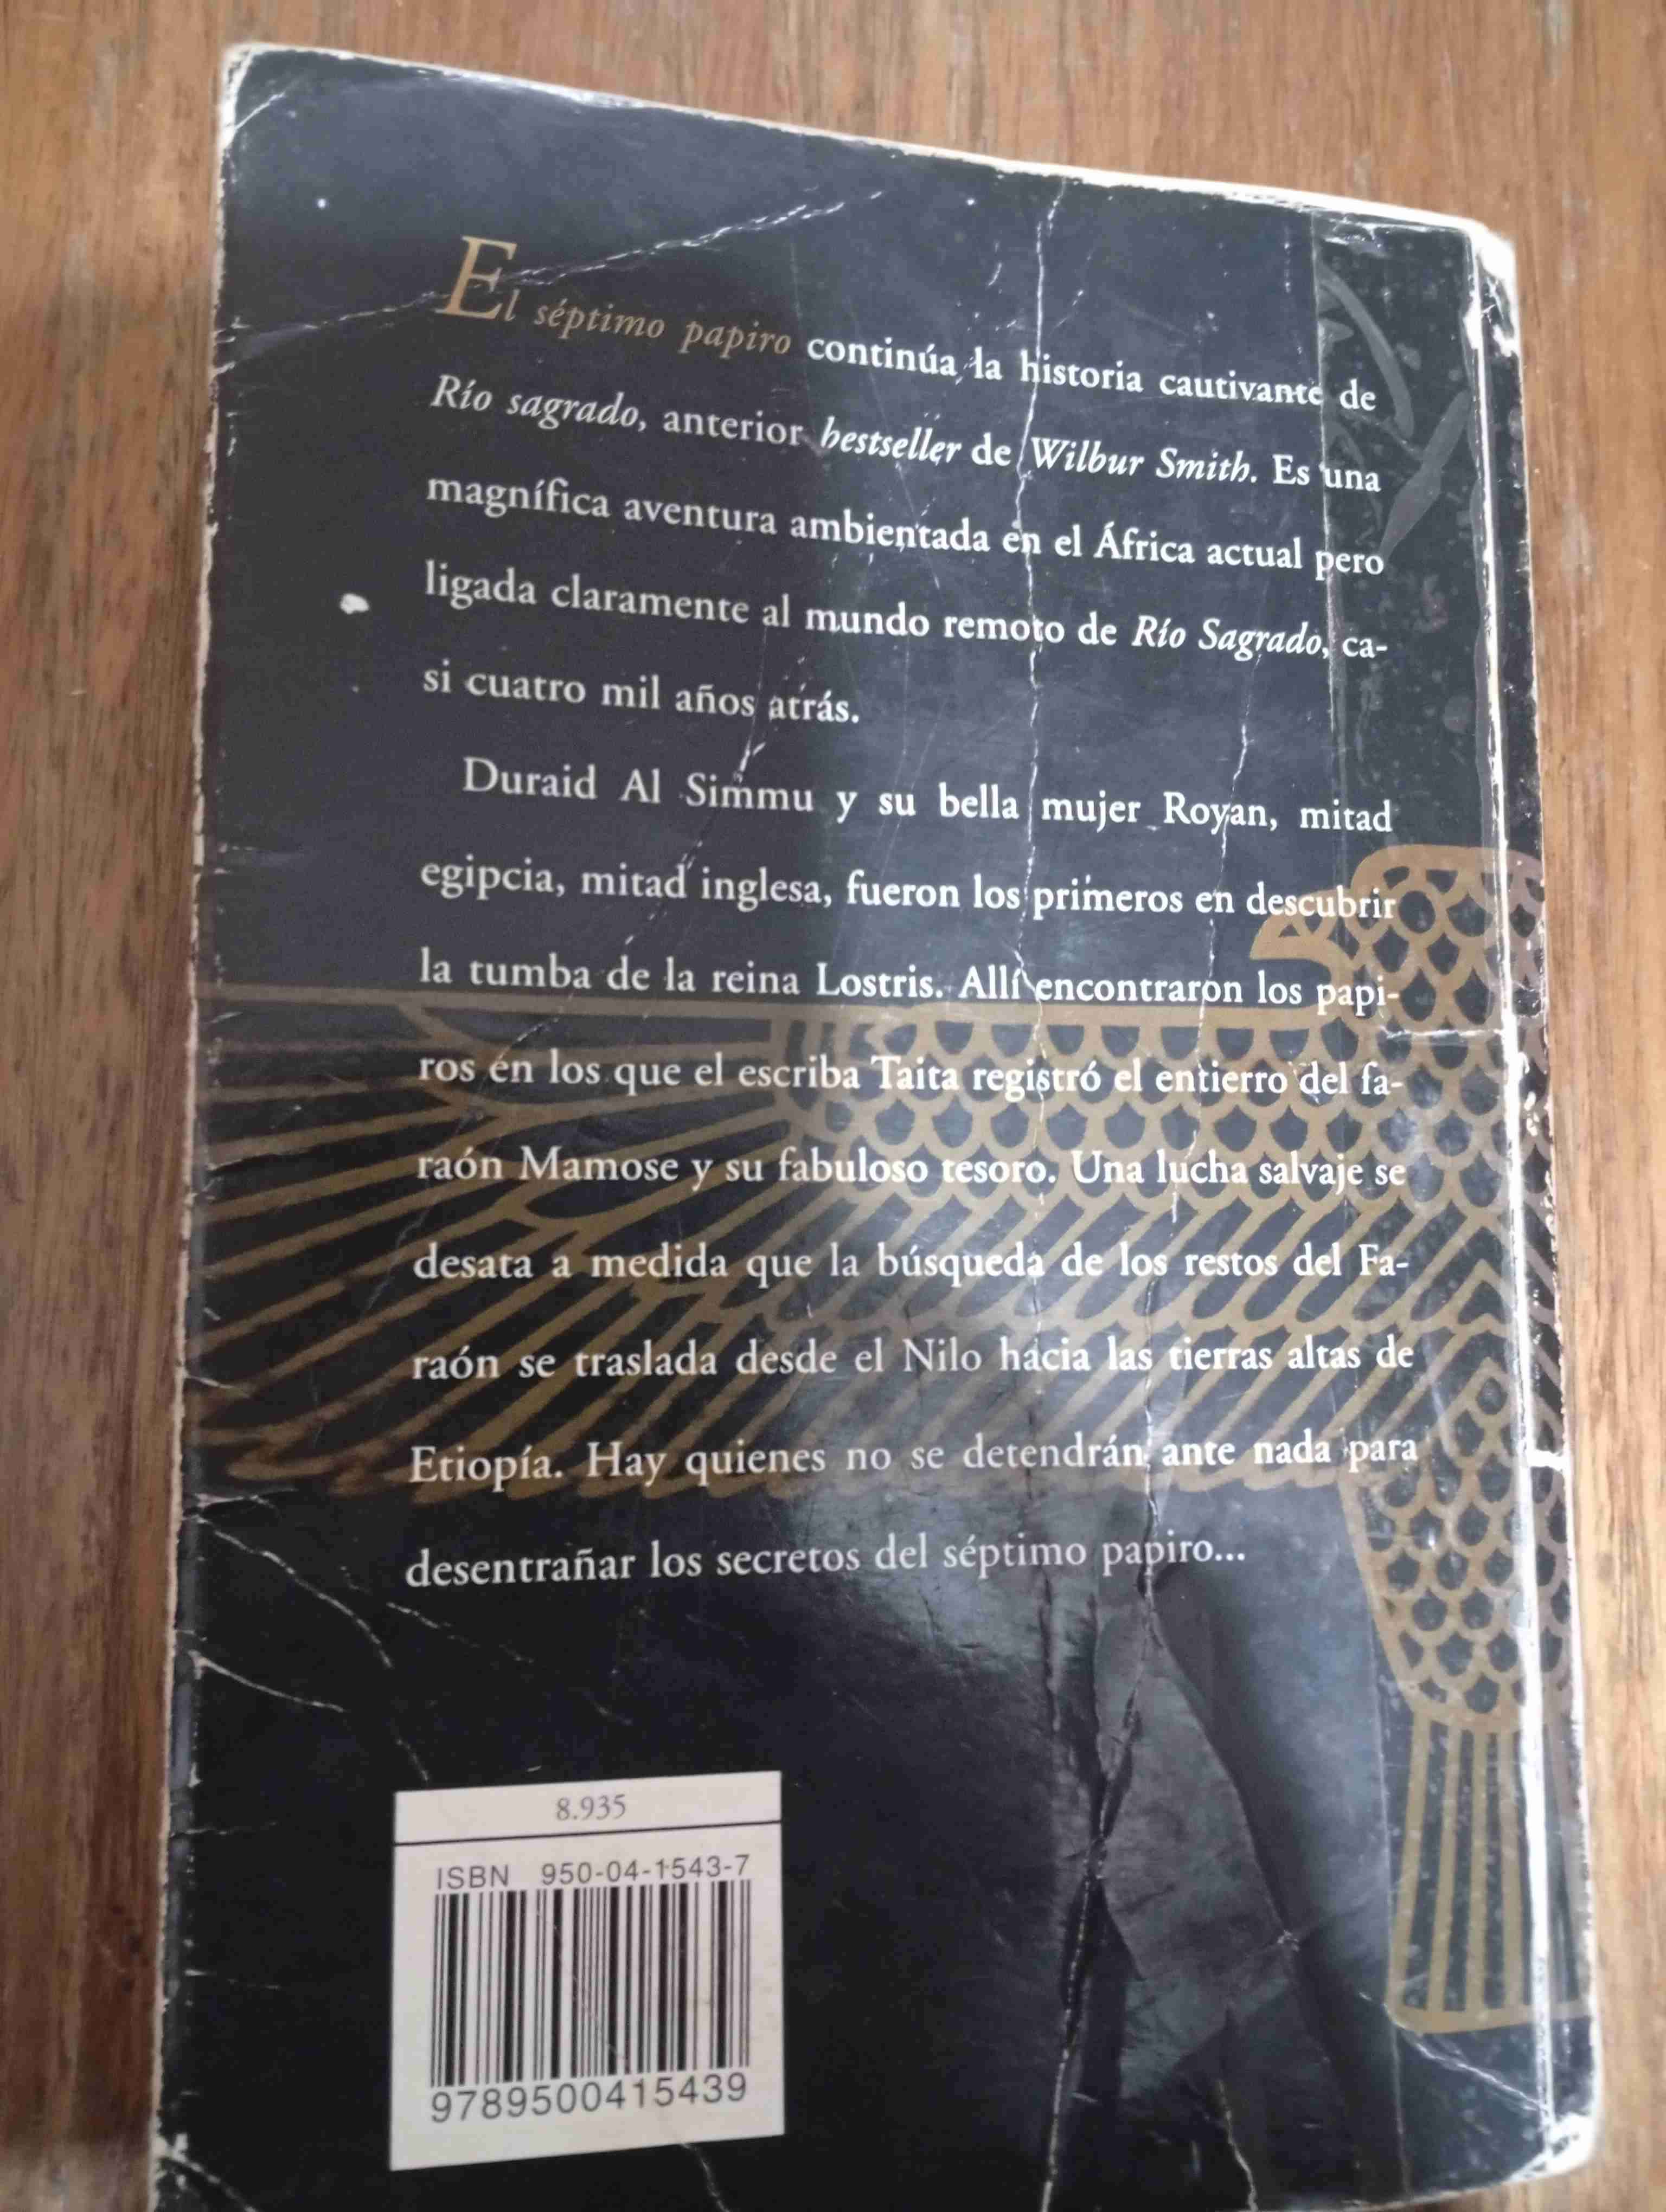 El séptimo papiro continúa la historia cautivante de
Río sagrado, anterior bestseller de Wilbur Smith. Es una
magnífica aventura ambientada en el África actual pero
ligada claramente al mundo remoto de Río Sagrado, ca-
si cuatro mil años atrás.
Duraid Al Simmu y su bella mujer Royan, mitad
egipcia, mitad inglesa, fueron los primeros en descubrir
la tumba de la reina Lostris. Allí encontraron los papi-
ros en los que el escriba Taita registró el entierro del fa-
raón Mamose y su fabuloso tesoro. Una lucha salvaje se
desata a medida que la búsqueda de los restos del Fa-
raón se traslada desde el Nilo hacia las tierras altas de
Etiopía. Hay quienes no se detendrán ante nada para
desentrañar los secretos del séptimo papiro...
8.935
ISBN 950-04-1543-7
9789500415439